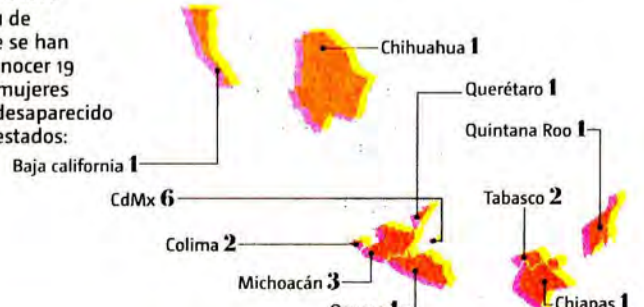 de
e se han
nocer 19
mujeres
desaparecido
estados:
Chihuahua 1
Querétaro 1
Quintana Roo 1
Baja california 1
CdMx 6
Tabasco 2
Colima 2
Michoacán 3
Chiapas 1